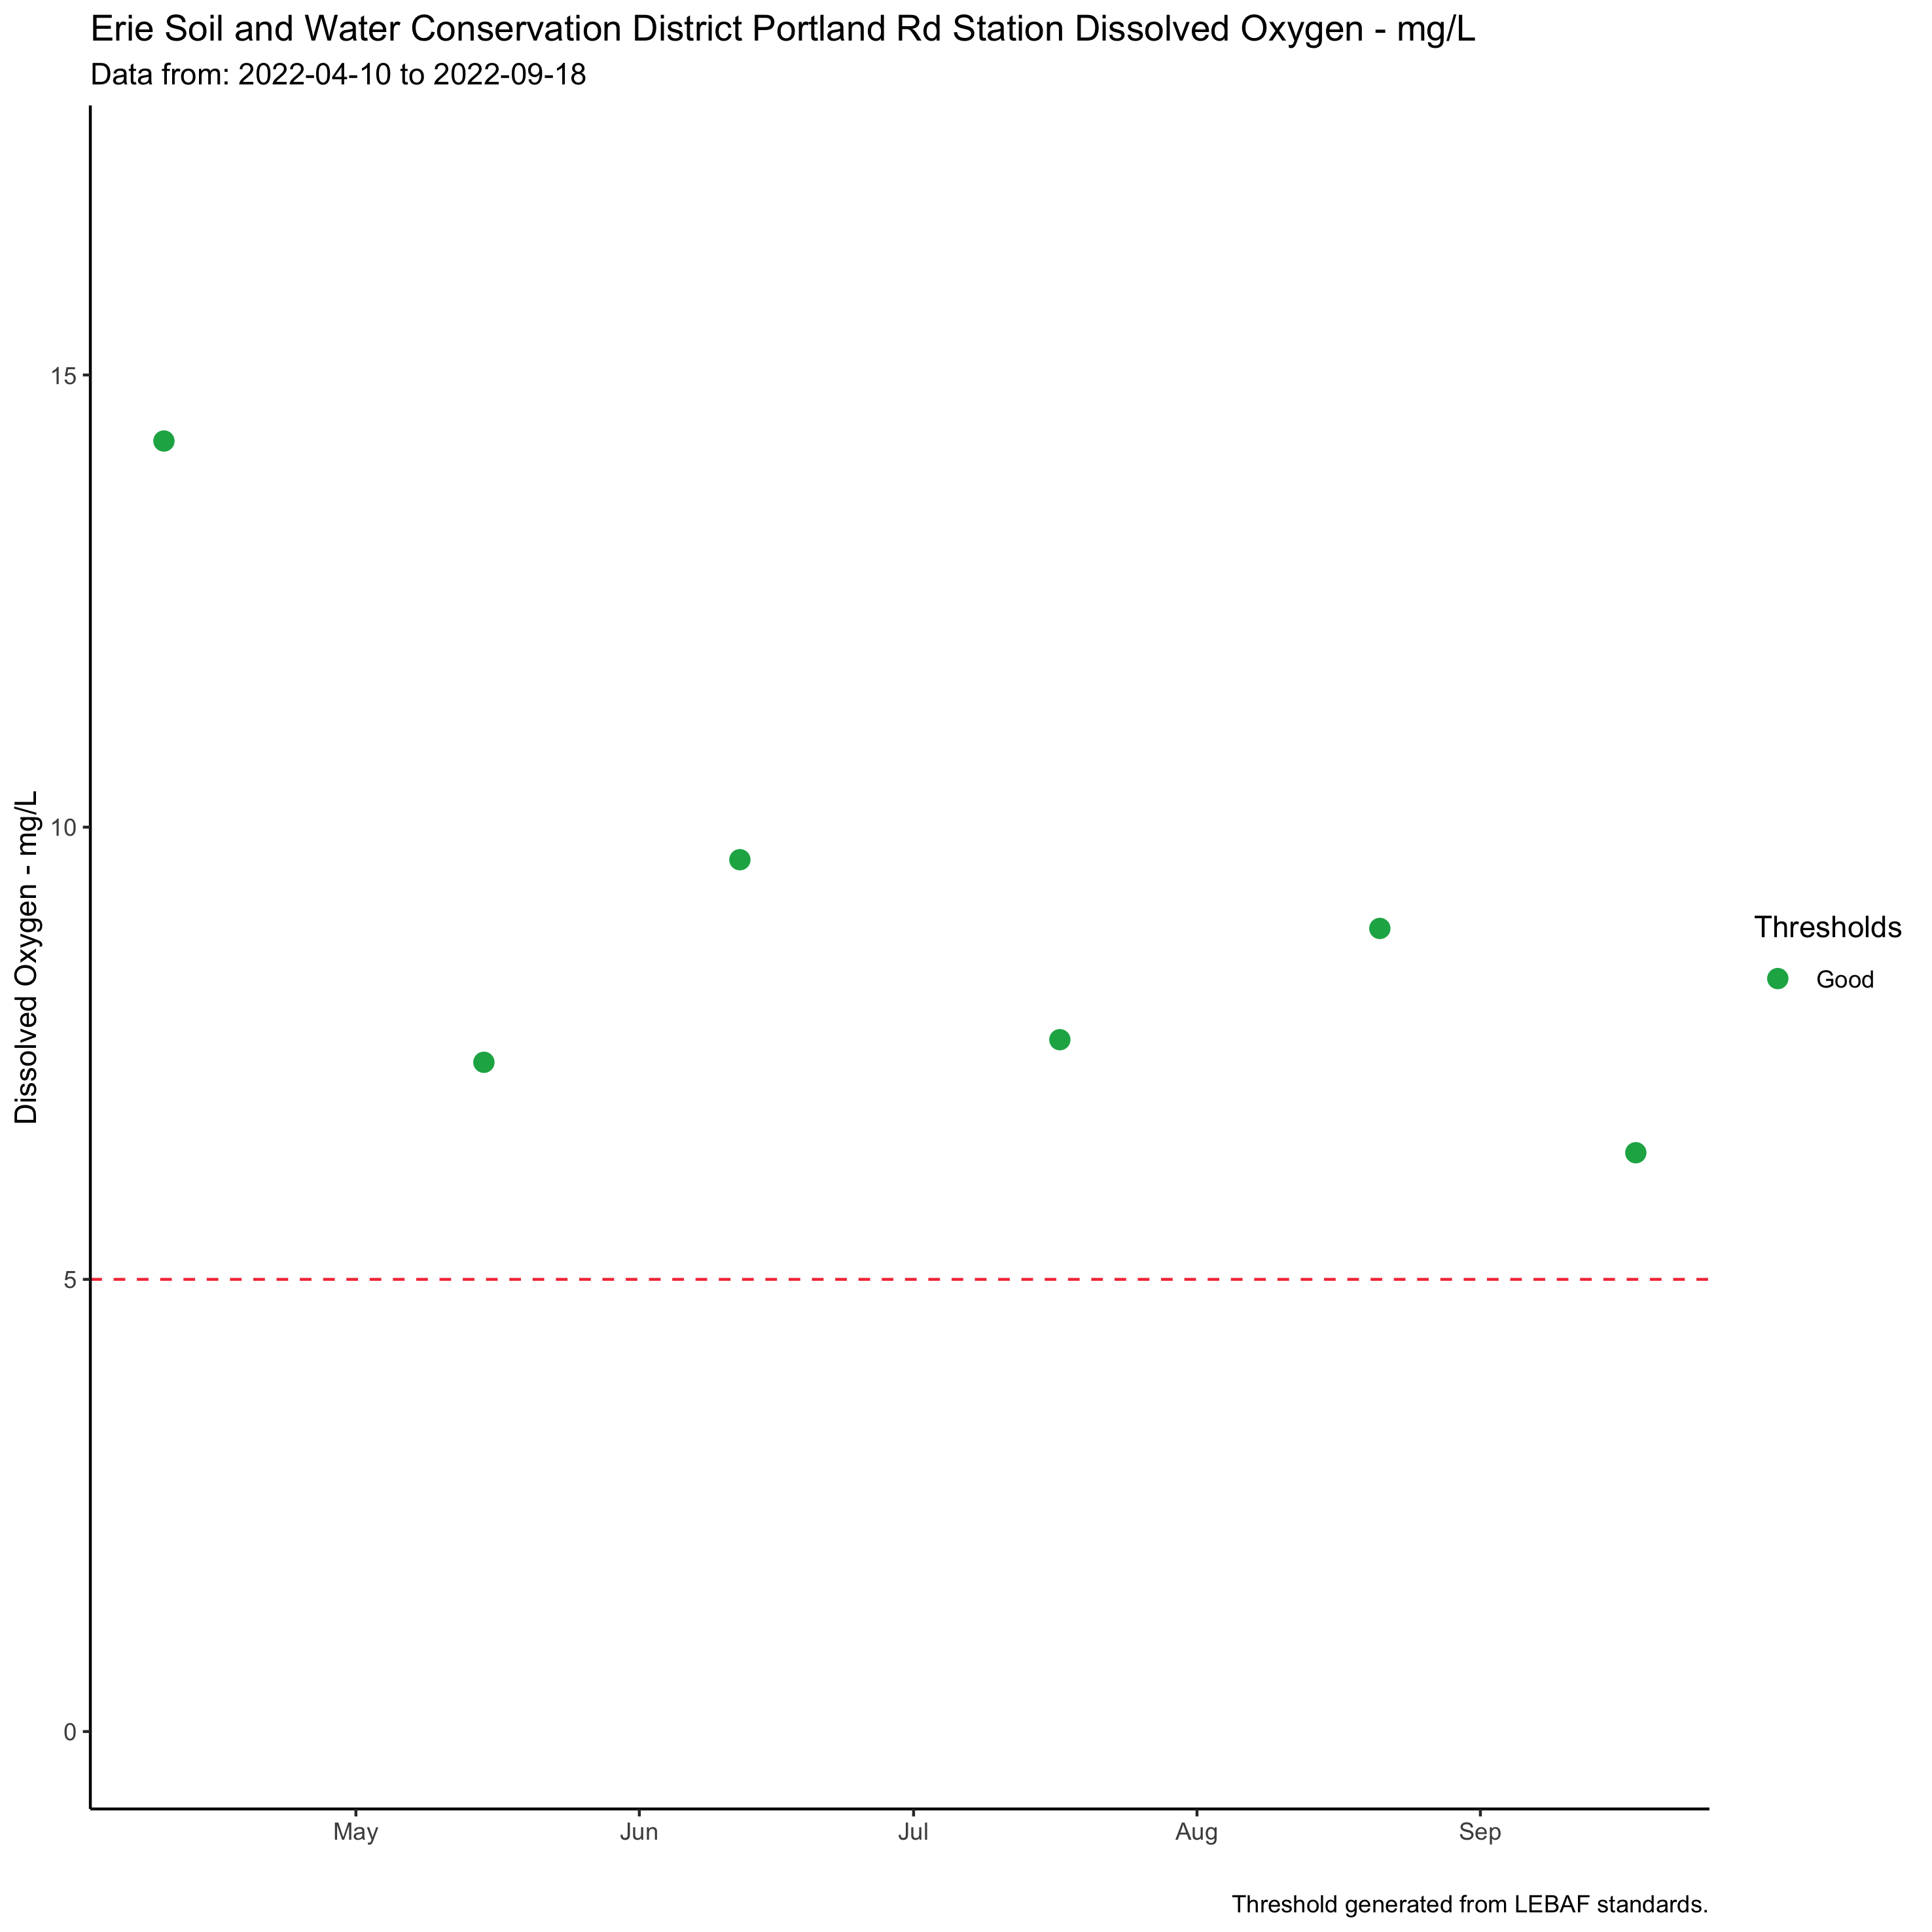 Erie Soil and Water Conservation District Portland Rd Station Dissolved Oxygen - mg/L
Data from: 2022-04-10 to 2022-09-18
Dissolved Oxygen - mg/L
15
10
5
0
May
Jun
Jul
Aug
Sep
Thresholds
Good
Threshold generated from LEBAF standards.